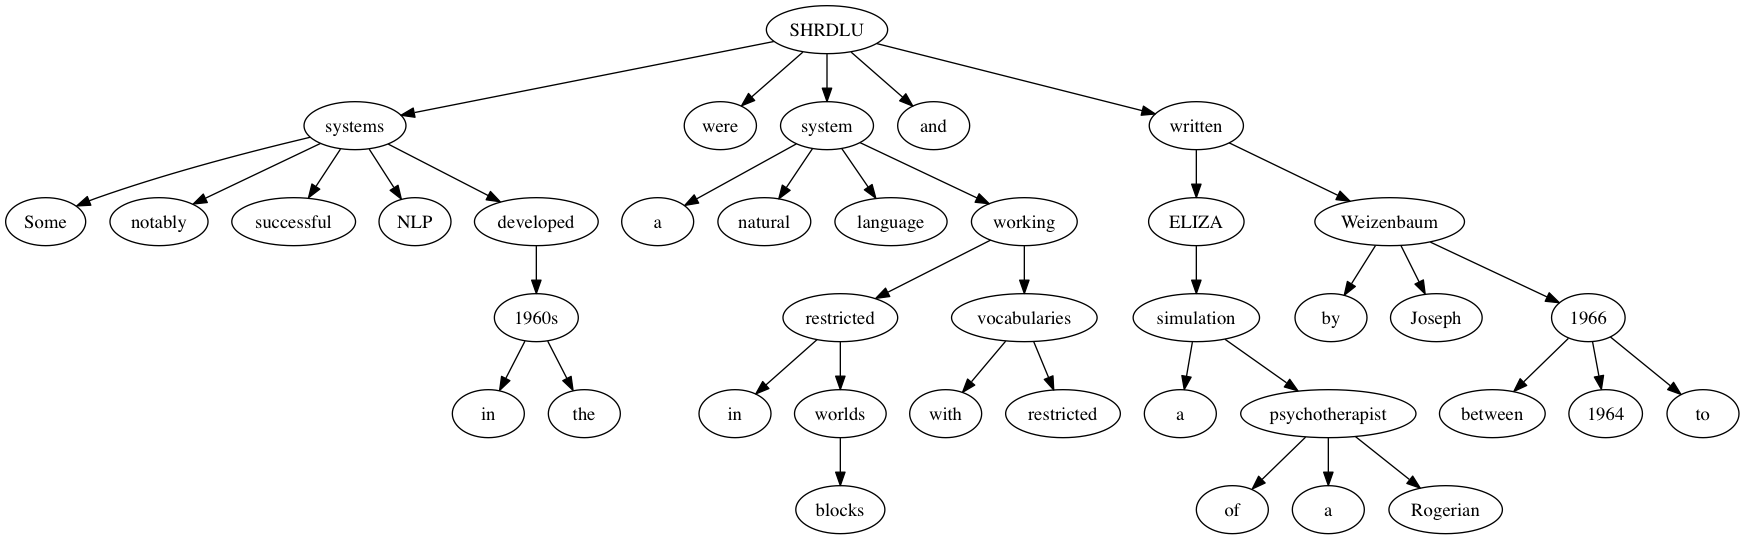 SHRDLU
systems were system and written
Some notably successful NLP developed a natural language working ELIZA Weizenbaum
1960s restricted vocabularies simulation by Joseph 1966
in the in worlds with restricted a psychotherapist between 1964 to
blocks of a Rogerian